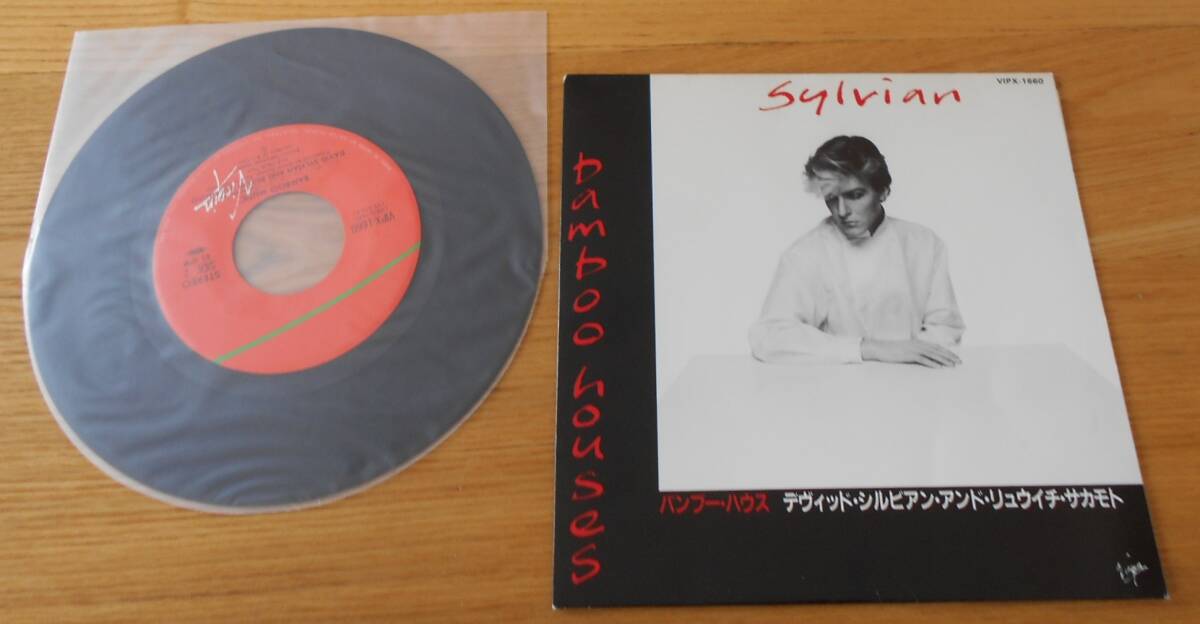 sylvian
VIPX-1660
bamboo houses
バンブー・ハウス デヴィッド・シルビアン・アンド・リュウイチ・サカモト
Virgin
Virgin
BAMBOO MUSIC
VIPX-1660
STEREO